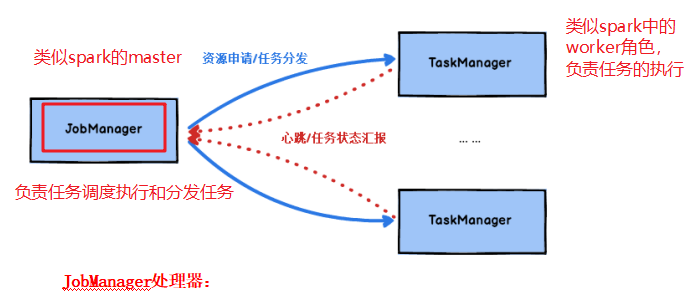 类似spark的master
资源申请/任务分发
类似spark中的
worker角色，
负责任务的执行
TaskManager
JobManager
心跳/任务状态汇报
... ...
负责任务调度执行和分发任务
TaskManager
JobManager处理器：